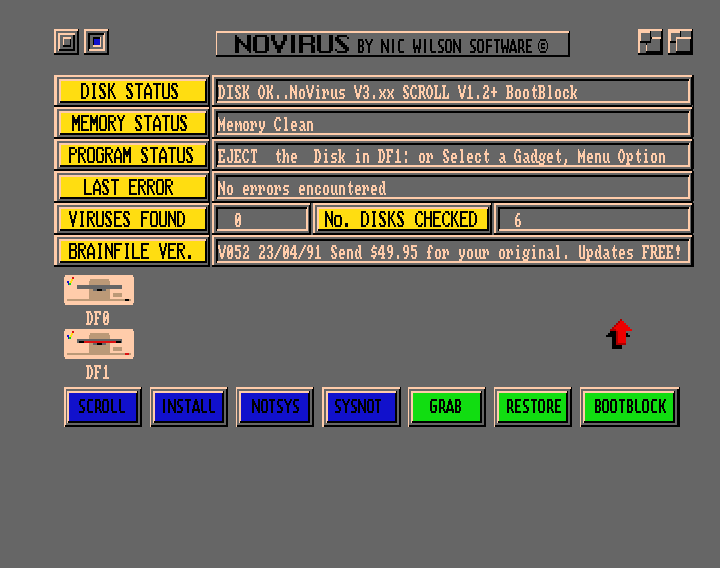 NOVIRUS BY NIC WILSON SOFTWARE ©
DISK STATUS DISK OK..NoVirus V3.xx SCROLL V1.2+ BootBlock
MEMORY STATUS Memory Clean
PROGRAM STATUS EJECT the Disk in DF1: or Select a Gadget, Menu Option
LAST ERROR No errors encountered
VIRUSES FOUND 0 No. DISKS CHECKED 6
BRAINFILE VER. V052 23/04/91 Send $49.95 for your original. Updates FREE!
DF0
DF1
SCROLL INSTALL NOTSYS SYSNOT GRAB RESTORE BOOTBLOCK